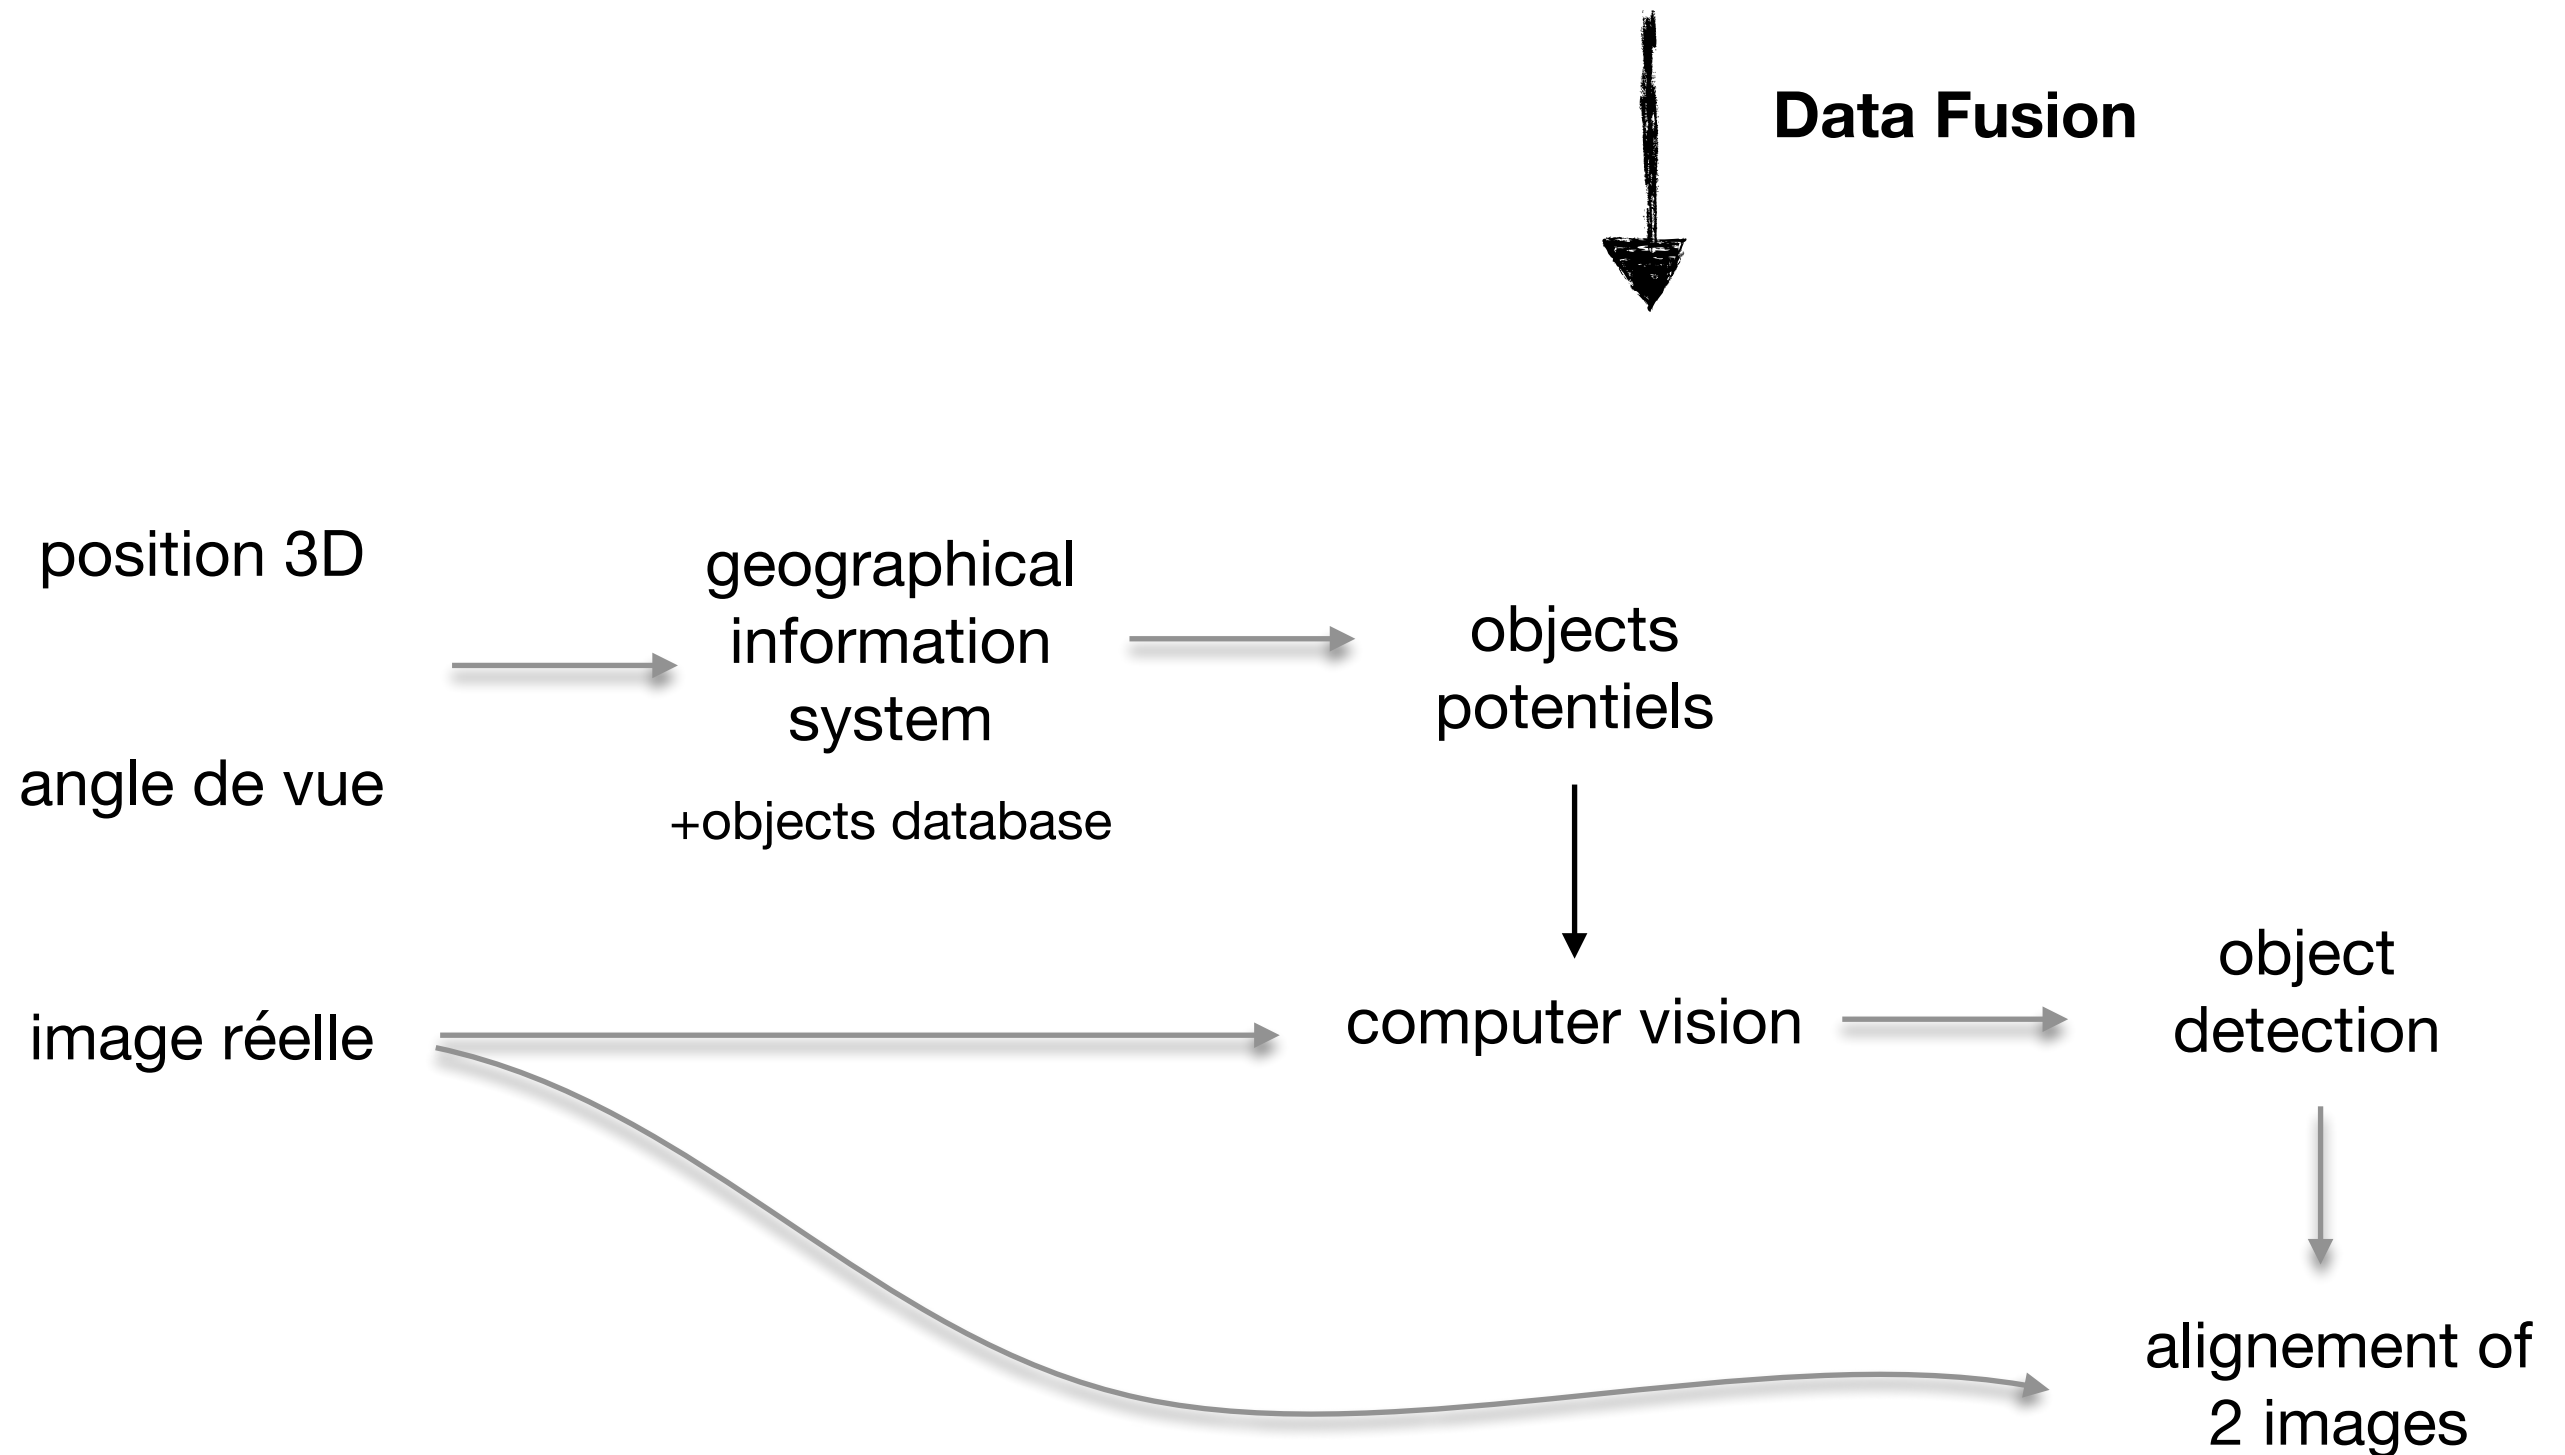 Data Fusion
position 3D
angle de vue
geographical
information
system
+objects database
objects
potentiels
image réelle
computer vision
object
detection
alignement of
2 images